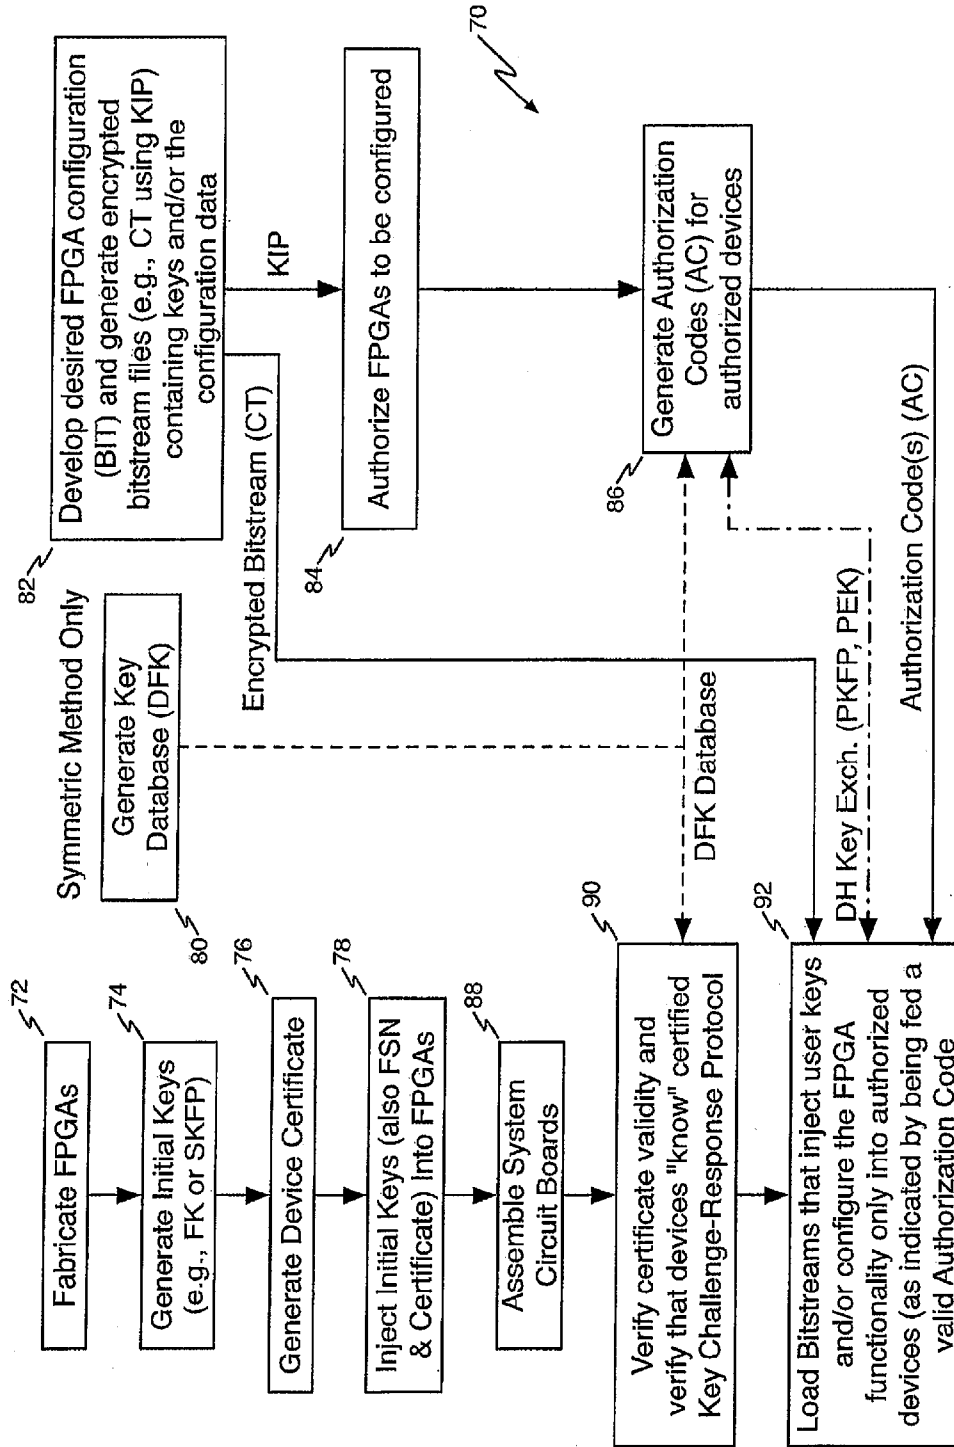 72
Fabricate FPGAs
74
Generate Initial Keys
(e.g., FK or SKFP)
76
Generate Device Certificate
78
Inject Initial Keys (also FSN
& Certificate) Into FPGAs
88
Assemble System
Circuit Boards
90
Verify certificate validity and
verify that devices "know" certified
Key Challenge-Response Protocol
92
Load Bitstreams that inject user keys
and/or configure the FPGA
functionality only into authorized
devices (as indicated by being fed a
valid Authorization Code
Symmetric Method Only
Generate Key
Database (DFK)
80
DFK Database
82
Develop desired FPGA configuration
(BIT) and generate encrypted
bitstream files (e.g., CT using KIP)
containing keys and/or the
configuration data
Encrypted Bitstream (CT)
KIP
84
Authorize FPGAs to be configured
86
Generate Authorization
Codes (AC) for
authorized devices
DH Key Exch. (PKFP, PEK)
Authorization Code(s) (AC)
70